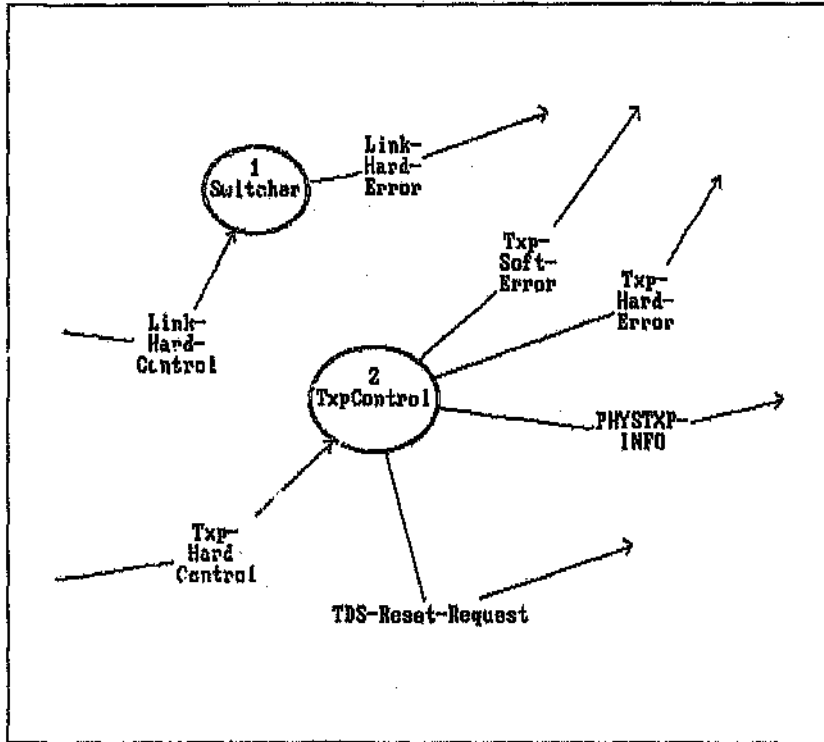 1
Switcher
Link-
Hard-
Error
Link-
Hard-
Control
Txp-
Soft-
Error
Txp-
Hard-
Error
2
TxpControl
PHYSTXP-
INFO
Txp-
Hard
Control
TDS-Reset-Request